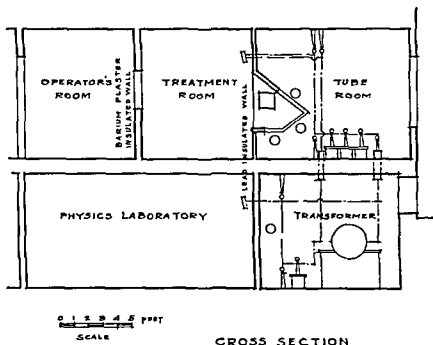 OPERATOR'S
ROOM
BARIUM PLASTER
INSULATED WALL
TREATMENT
ROOM
LEAD INSULATED WALL
TUBE
ROOM
PHYSICS LABORATORY
TRANSFORMER
0 1 2 3 4 5 FEET
SCALE
CROSS SECTION